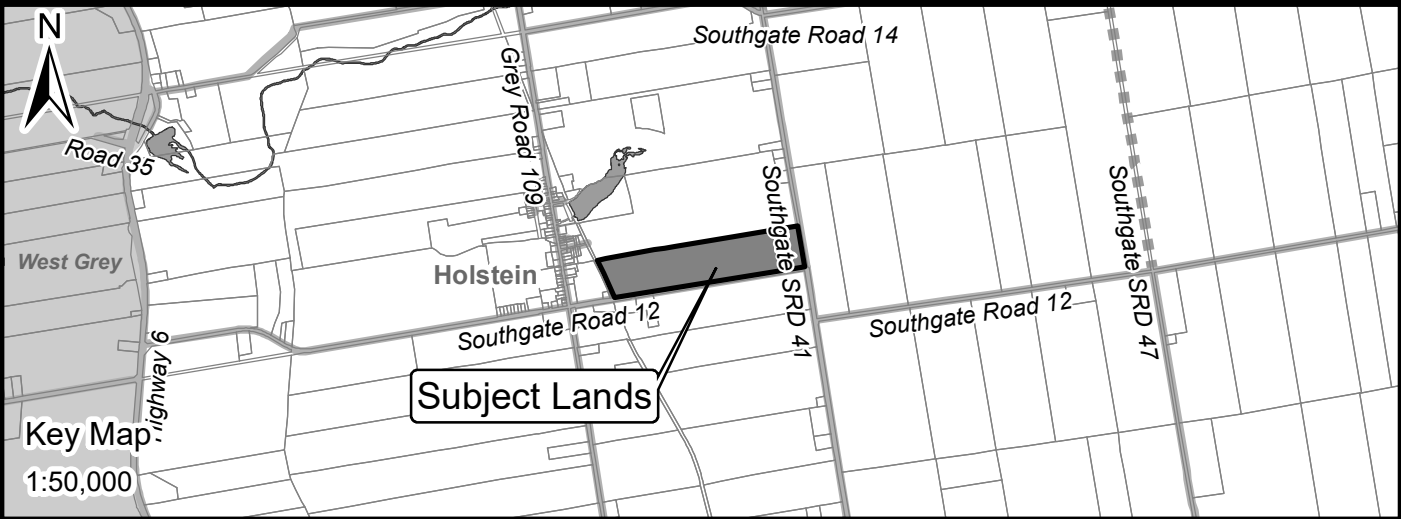 N
Southgate Road 14
Grey Road 109
Road 35
Southgate SRD 41
Southgate SRD 47
West Grey
Holstein
Southgate Road 12
Southgate Road 12
Highway 6
Subject Lands
Key Map
1:50,000